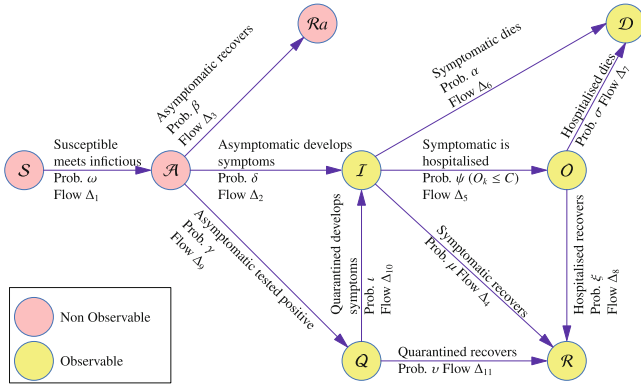 Ra
D
Asymptomatic recovers
Prob. β
Flow Δ3
Symptomatic dies
Prob. α
Flow Δ6
Hospitalised dies
Prob. σ Flow Δ7
Susceptible
meets infictious
Prob. ω
Flow Δ1
Asymptomatic develops
symptoms
Prob. δ
Flow Δ2
Symptomatic is
hospitalised
Prob. ψ (Oₖ ≤ C)
Flow Δ5
S
A
I
O
Asymptomatic tested positive
Prob. γ
Flow Δ9
Quarantined develops
symptoms
Prob. ι
Flow Δ10
Symptomatic recovers
Prob. μ Flow Δ4
Hospitalised recovers
Prob. ξ
Flow Δ8
Non Observable
Observable
Q
Quarantined recovers
Prob. υ Flow Δ11
R